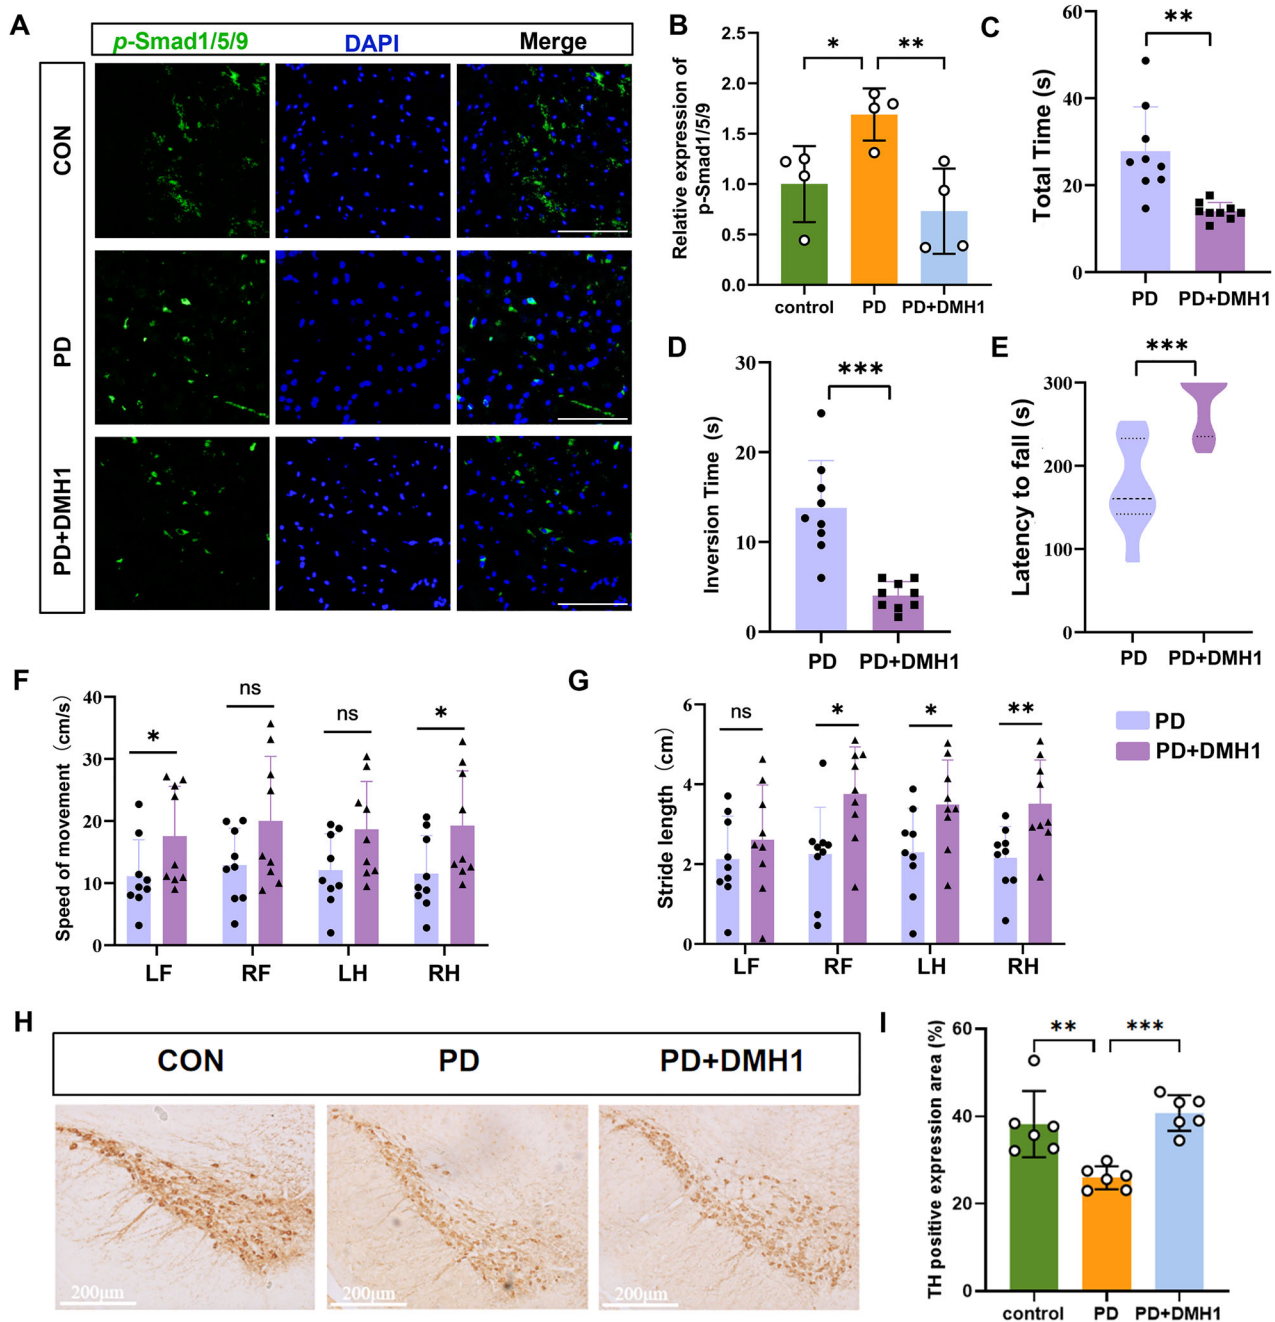 A
p-Smad1/5/9 DAPI Merge
CON
PD
PD+DMH1
B
Relative expression of
p-Smad1/5/9
2.5
2.0
1.5
1.0
0.5
0.0
* **
control PD PD+DMH1
C
Total Time (s)
60
40
20
0
**
PD PD+DMH1
D
Inversion Time (s)
30
20
10
0
***
PD PD+DMH1
E
Latency to fall (s)
300
200
100
0
***
PD PD+DMH1
F
Speed of movement (cm/s)
40
30
20
10
0
* ns ns *
LF RF LH RH
G
Stride length (cm)
6
4
2
0
ns * * **
LF RF LH RH
PD
PD+DMH1
H
CON PD PD+DMH1
200μm 200μm 200μm
I
TH positive expression area (%)
60
40
20
0
** ***
control PD PD+DMH1